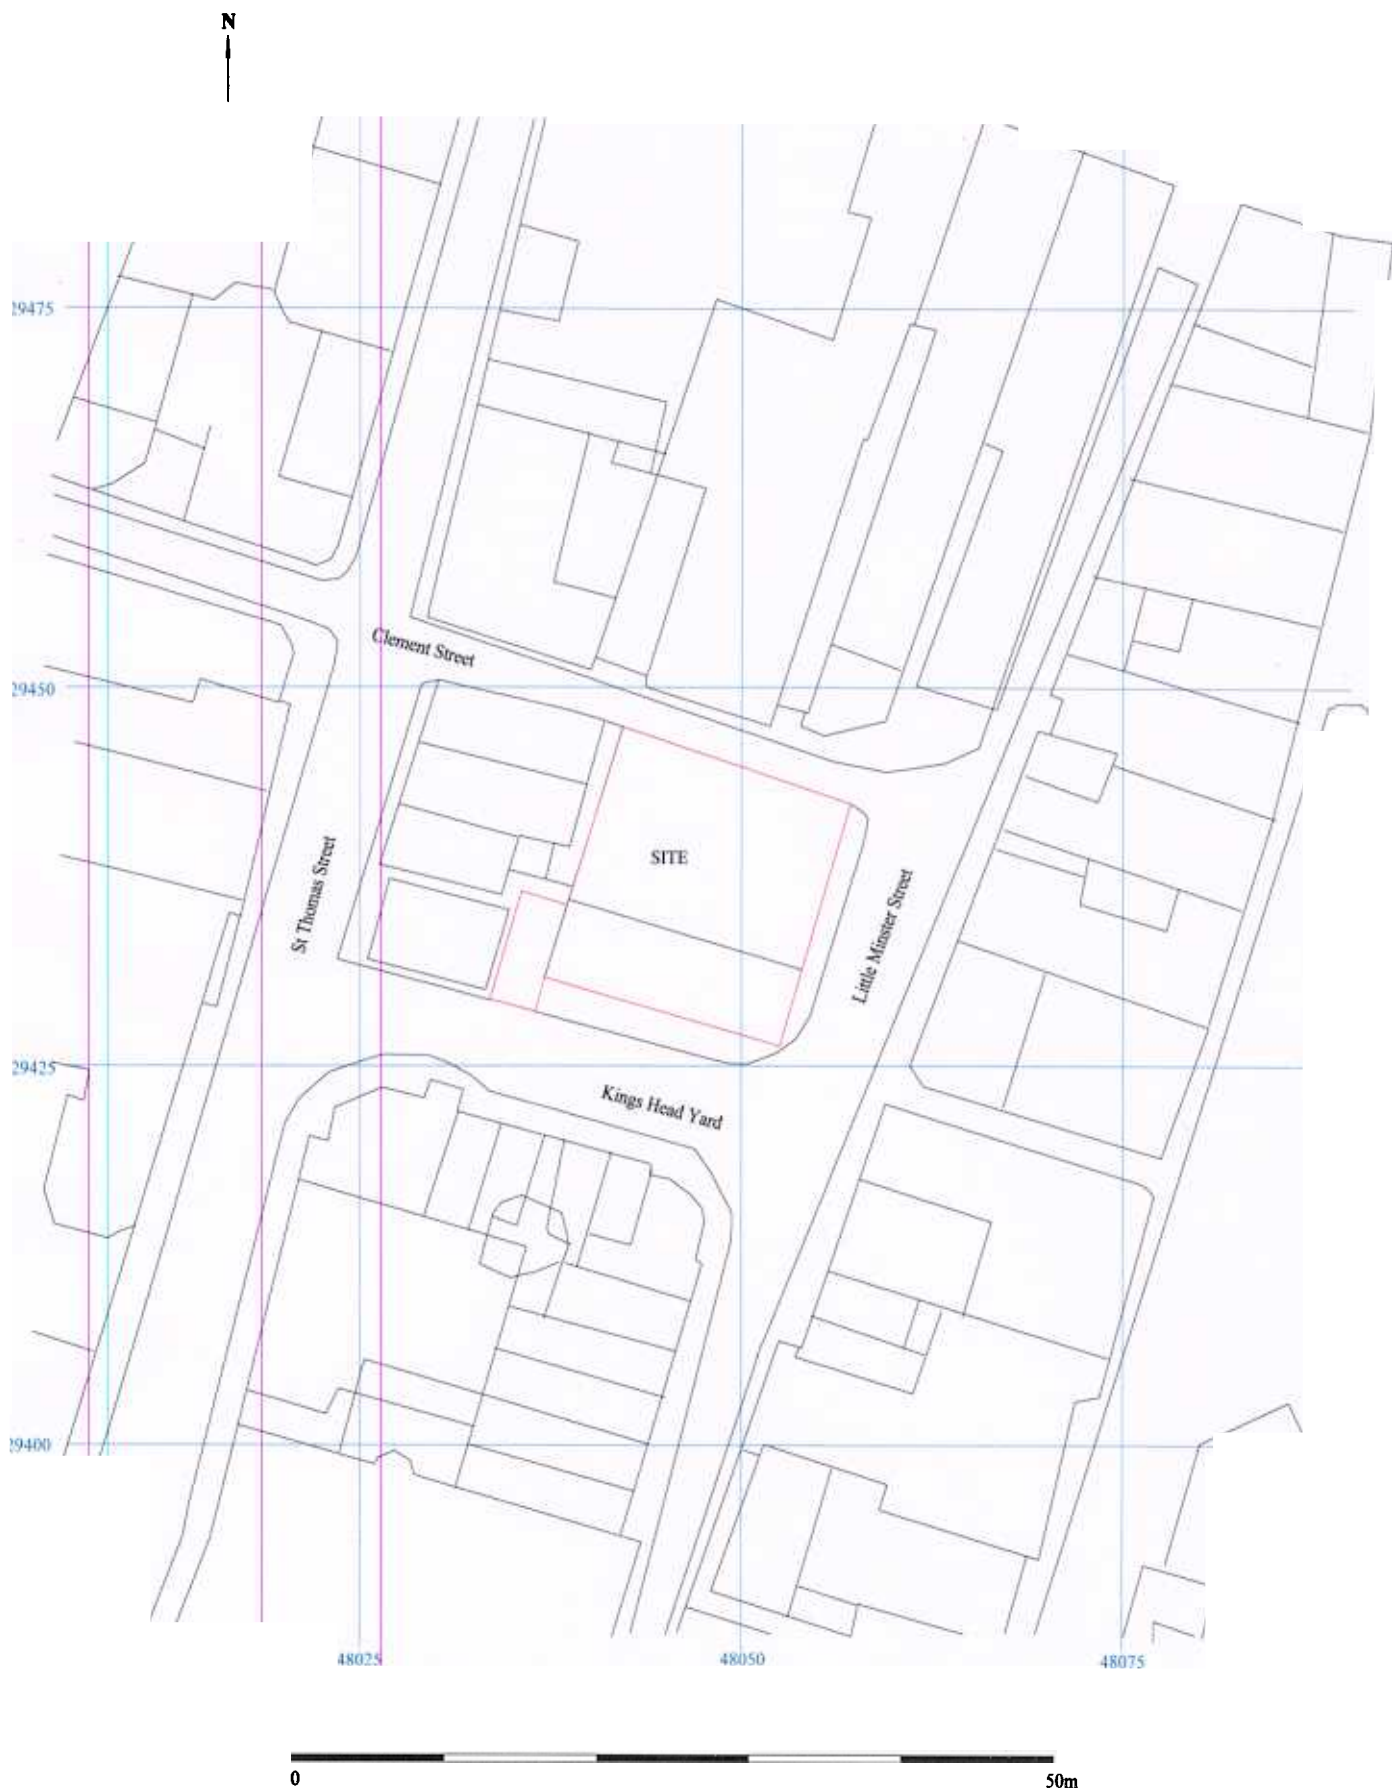 N
29475
Clement Street
29450
SITE
St Thomas Street
Little Minster Street
29425
Kings Head Yard
29400
48025
48050
48075
0
50m